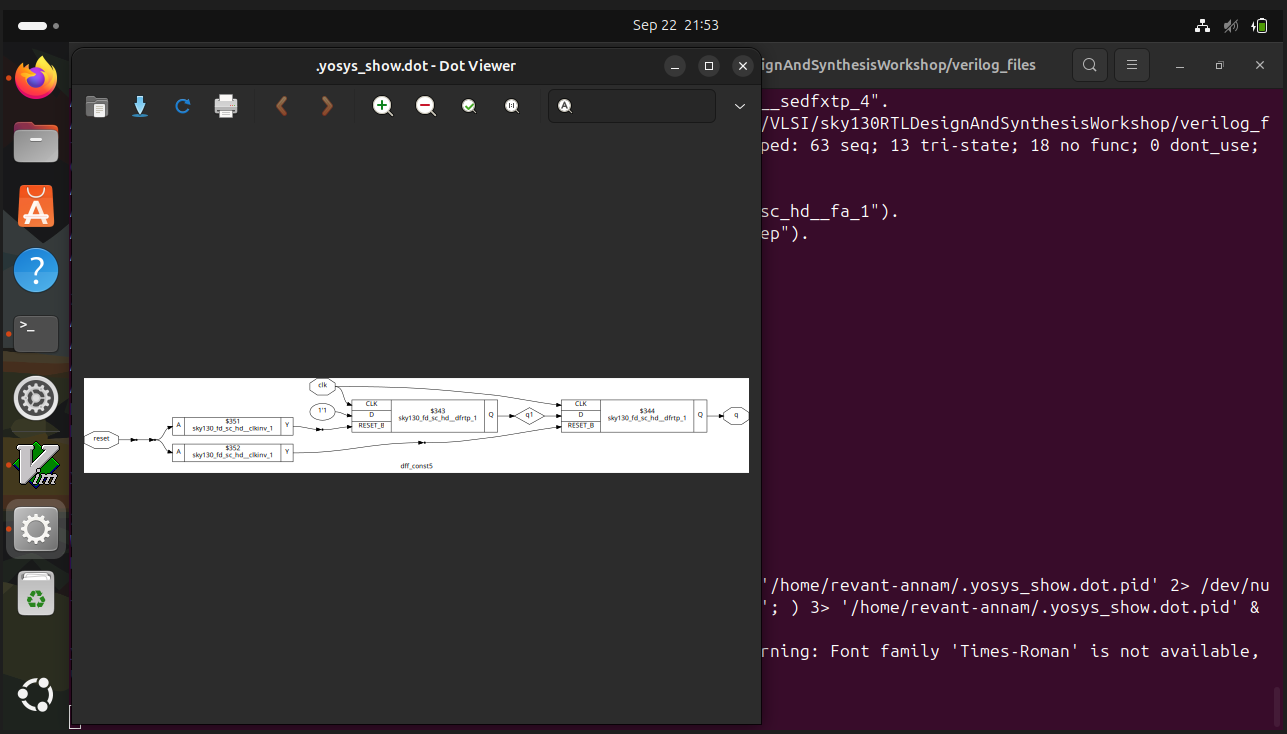 Sep 22 21:53
.yosys_show.dot - Dot Viewer
ignAndSynthesisWorkshop/verilog_files
__sedfxtp_4".
/VLSI/sky130RTLDesignAndSynthesisWorkshop/verilog_f
ped: 63 seq; 13 tri-state; 18 no func; 0 dont_use;
sc_hd__fa_1").
ep").
clk
CLK
D
RESET_B
$343
sky130_fd_sc_hd__dfrtp_1
Q
q1
CLK
D
RESET_B
$344
sky130_fd_sc_hd__dfrtp_1
Q
q
1'1
reset
A
$351
sky130_fd_sc_hd__clkinv_1
Y
A
$352
sky130_fd_sc_hd__clkinv_1
Y
dff_const5
'/home/revant-annam/.yosys_show.dot.pid' 2> /dev/nu
'; ) 3> '/home/revant-annam/.yosys_show.dot.pid' &
rning: Font family 'Times-Roman' is not available,
Vim